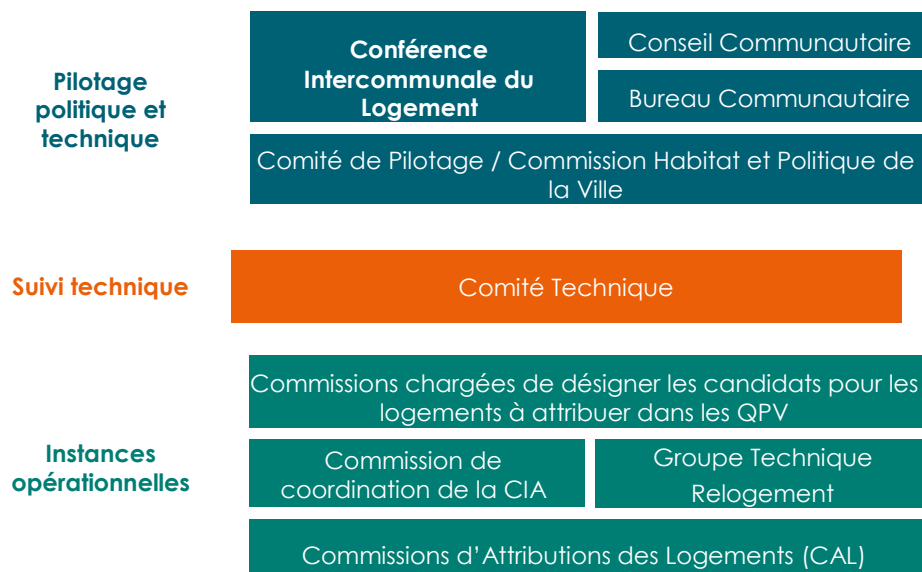 Pilotage
politique et
technique
Conférence
Intercommunale du
Logement
Conseil Communautaire
Bureau Communautaire
Comité de Pilotage / Commission Habitat et Politique de
la Ville
Suivi technique
Comité Technique
Instances
opérationnelles
Commissions chargées de désigner les candidats pour les
logements à attribuer dans les QPV
Commission de
coordination de la CIA
Groupe Technique
Relogement
Commissions d'Attributions des Logements (CAL)